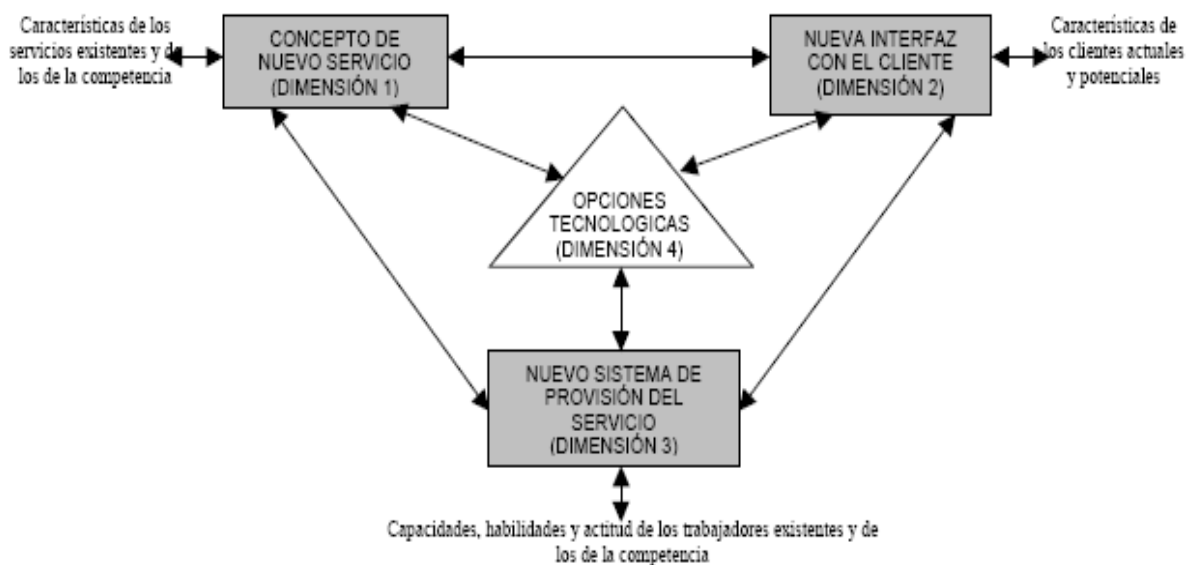 Características de los
servicios existentes y de
los de la competencia
CONCEPTO DE
NUEVO SERVICIO
(DIMENSIÓN 1)
NUEVA INTERFAZ
CON EL CLIENTE
(DIMENSIÓN 2)
Características de
los clientes actuales
y potenciales
OPCIONES
TECNOLOGICAS
(DIMENSIÓN 4)
NUEVO SISTEMA DE
PROVISIÓN DEL
SERVICIO
(DIMENSIÓN 3)
Capacidades, habilidades y actitud de los trabajadores existentes y de
los de la competencia